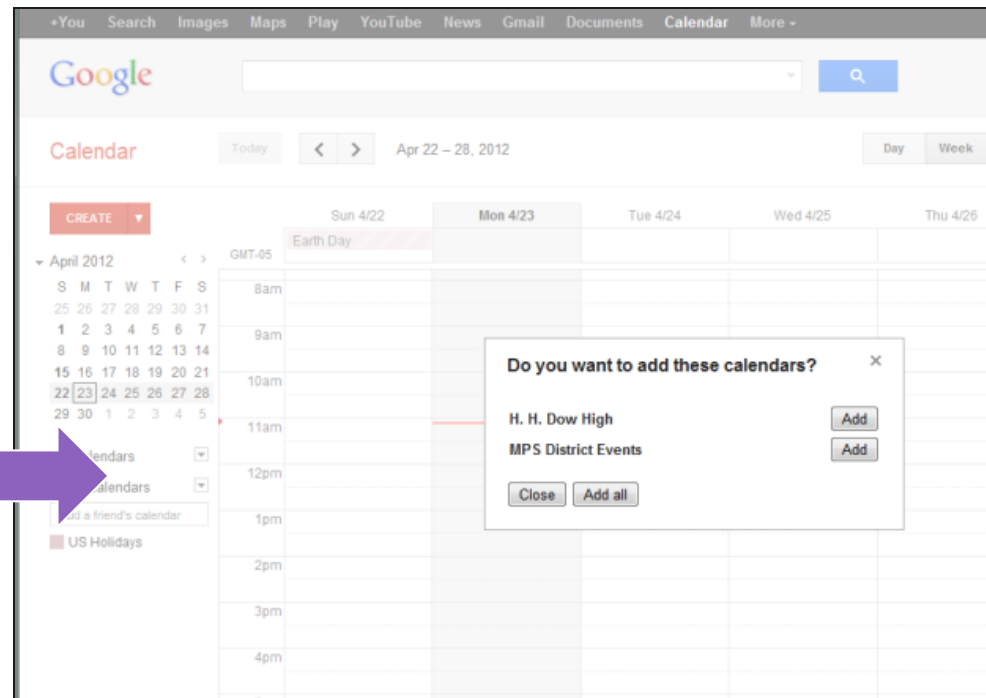 +You Search Images Maps Play YouTube News Gmail Documents Calendar More
Google
Calendar Today Apr 22 – 28, 2012 Day Week
CREATE
Sun 4/22 Mon 4/23 Tue 4/24 Wed 4/25 Thu 4/26
Earth Day
GMT-05
April 2012
S M T W T F S
25 26 27 28 29 30 31
1 2 3 4 5 6 7
8 9 10 11 12 13 14
15 16 17 18 19 20 21
22 23 24 25 26 27 28
29 30 1 2 3 4 5
endars
alendars
d a friend's calendar
US Holidays
8am
9am
10am
11am
12pm
1pm
2pm
3pm
4pm
Do you want to add these calendars? ×
H. H. Dow High Add
MPS District Events Add
Close Add all